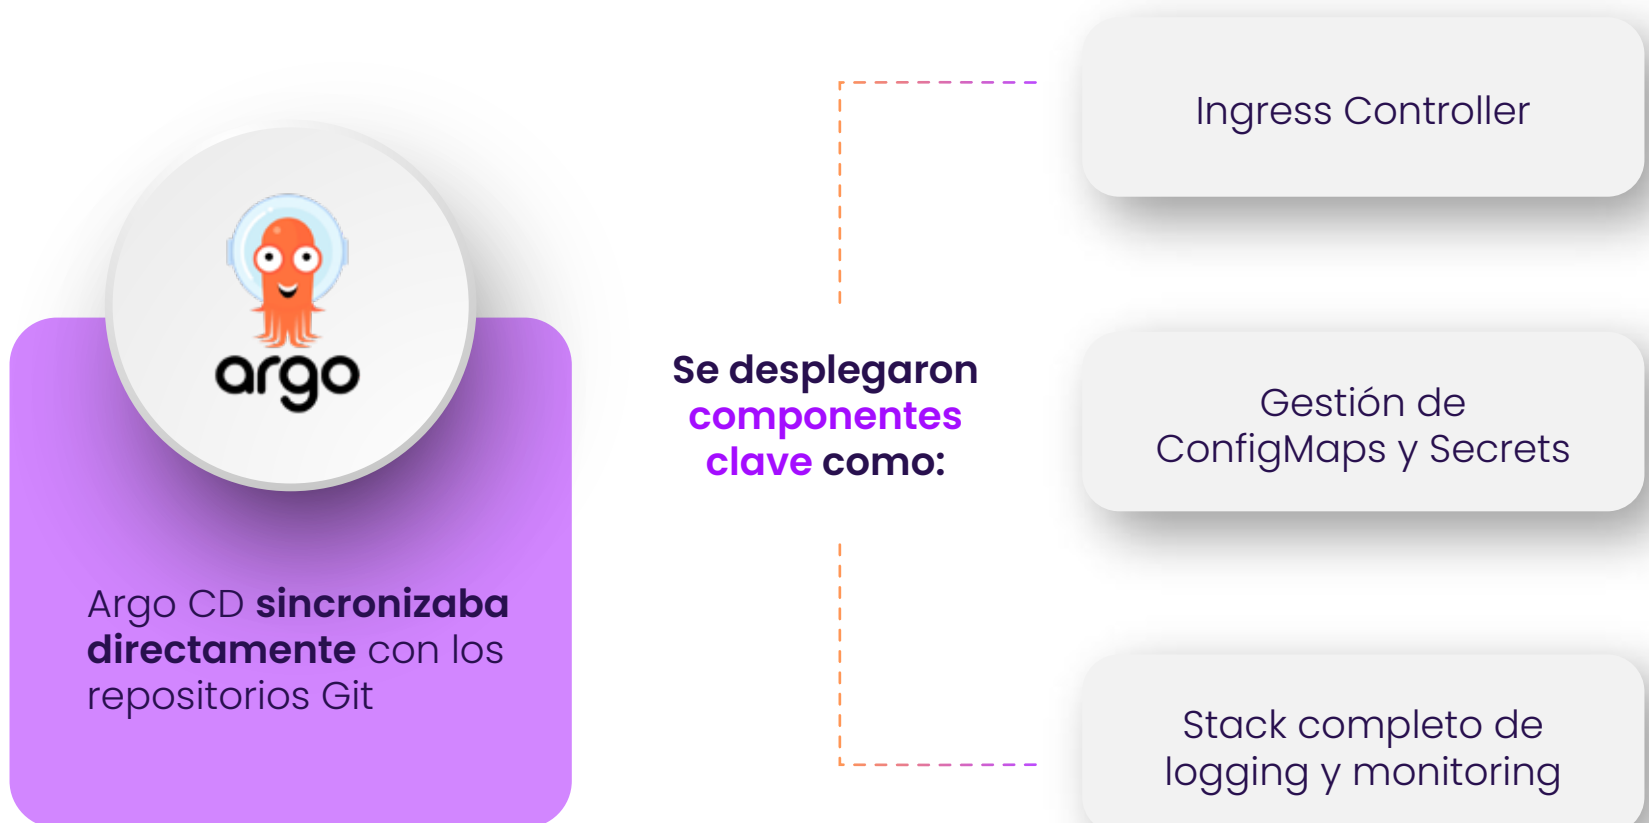 argo
Argo CD sincronizaba
directamente con los
repositorios Git
Se desplegaron
componentes
clave como:
Ingress Controller
Gestión de
ConfigMaps y Secrets
Stack completo de
logging y monitoring